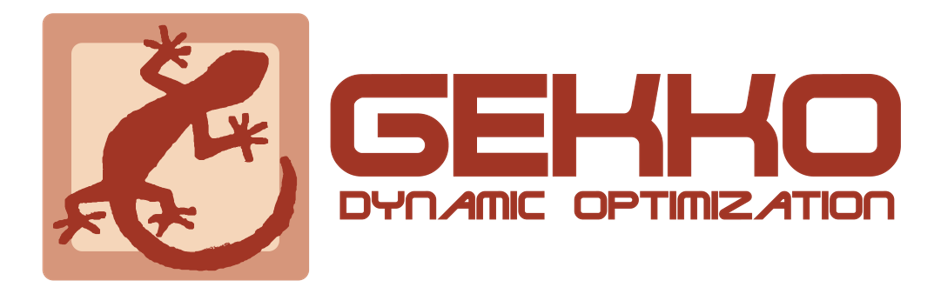 GEKKO
DYNAMIC OPTIMIZATION